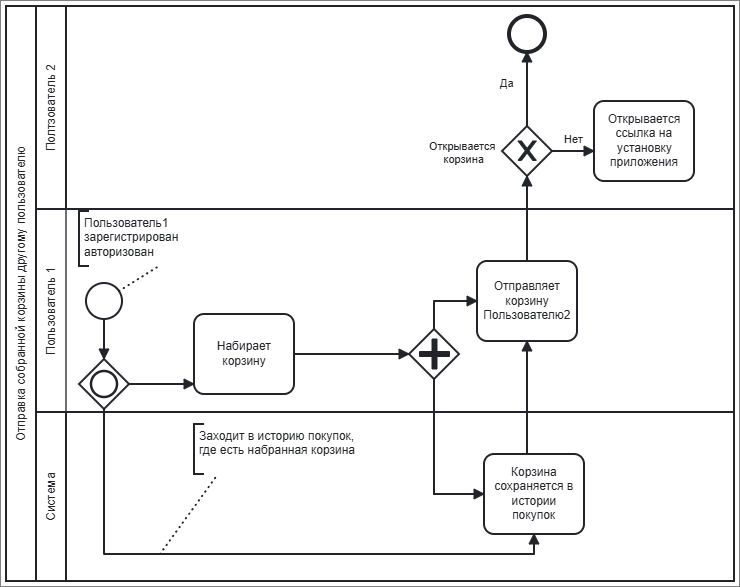 Отправка собранной корзины другому пользователю
Полтзователь 2
Да
Открывается
корзина
Нет
Открывается
ссылка на
установку
приложения
Пользователь 1
Пользователь1
зарегистрирован
авторизован
Набирает
корзину
Отправляет
корзину
Пользователю2
Система
Заходит в историю покупок,
где есть набранная корзина
Корзина
сохраняется в
истории
покупок